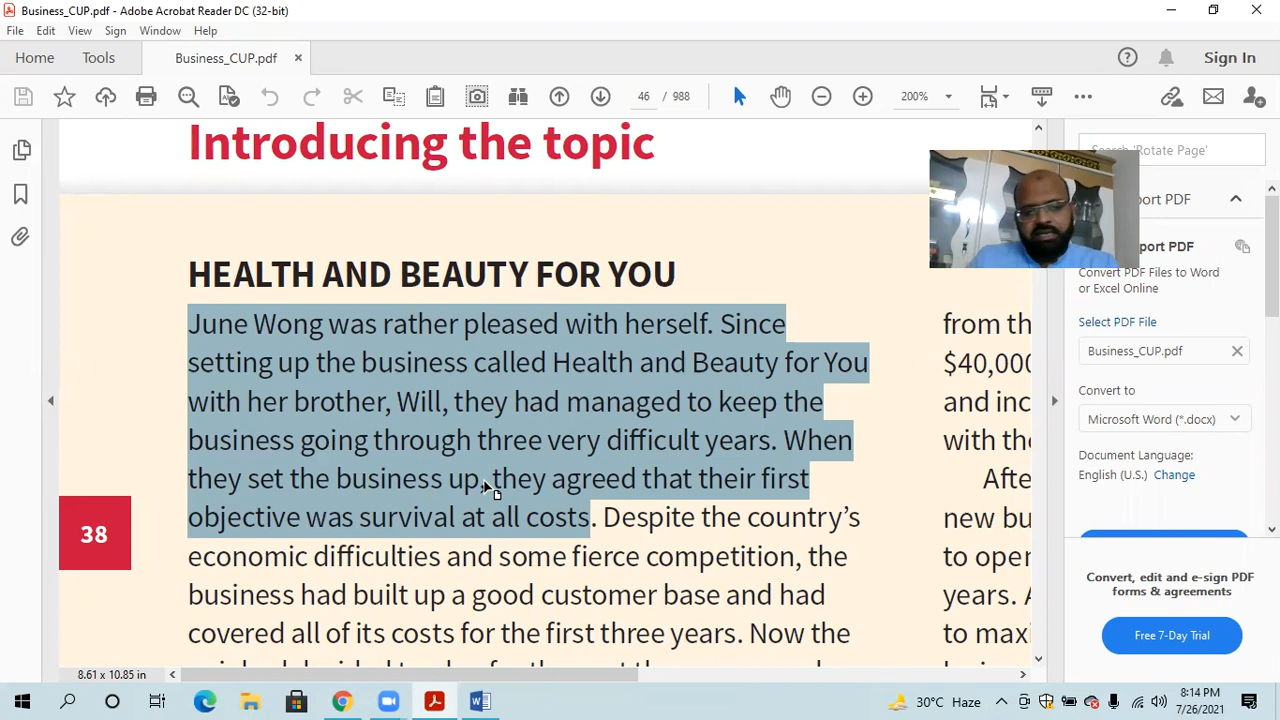 Business_CUP.pdf - Adobe Acrobat Reader DC (32-bit)
File Edit View Sign Window Help
Home Tools Business_CUP.pdf × Sign In
46 / 988 200%
Introducing the topic
Search 'Rotate Page'
HEALTH AND BEAUTY FOR YOU
June Wong was rather pleased with herself. Since
setting up the business called Health and Beauty for You
with her brother, Will, they had managed to keep the
business going through three very difficult years. When
they set the business up, they agreed that their first
objective was survival at all costs. Despite the country's
economic difficulties and some fierce competition, the
business had built up a good customer base and had
covered all of its costs for the first three years. Now the
38
from th
$40,000
and inc
with the
Afte
new bu
to open
years. A
to maxi
port PDF
port PDF
Convert PDF Files to Word
or Excel Online
Select PDF File
Business_CUP.pdf
Convert to
Microsoft Word (*.docx)
Document Language:
English (U.S.) Change
Convert, edit and e-sign PDF
forms & agreements
Free 7-Day Trial
8.61 x 10.85 in
30°C Haze
8:14 PM
7/26/2021